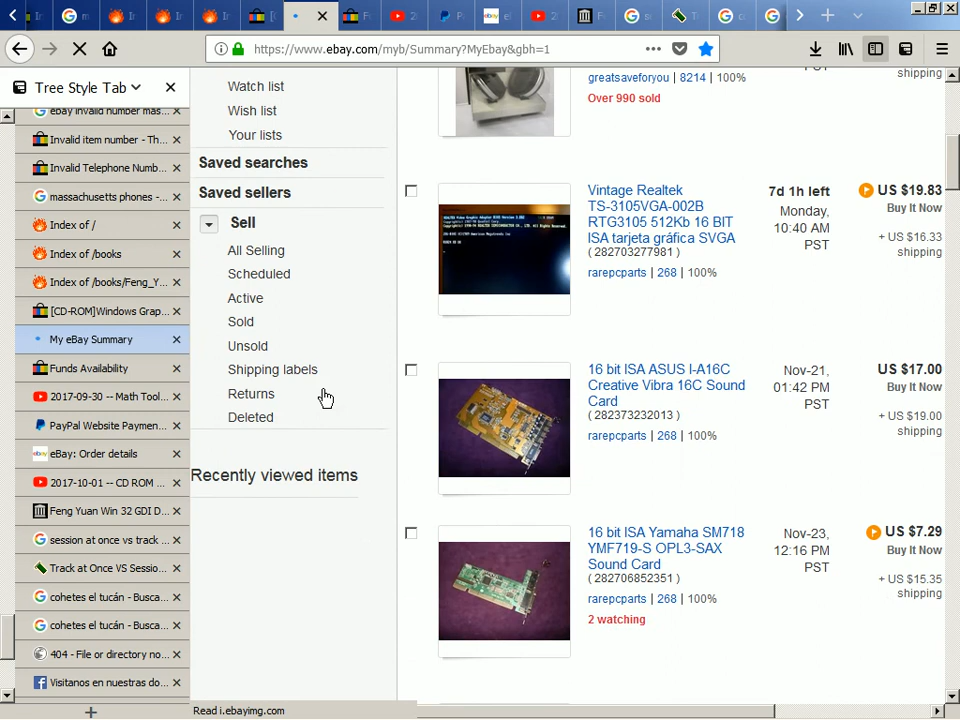 https://www.ebay.com/myb/Summary?MyEbay&gbh=1
Tree Style Tab
ebay invalid number mas...
Invalid item number - Th...
Invalid Telephone Numb...
massachusetts phones - ...
Index of /
Index of /books
Index of /books/Feng_Y...
[CD-ROM]Windows Grap...
My eBay Summary
Funds Availability
2017-09-30 -- Math Tool...
PayPal Website Paymen...
eBay: Order details
2017-10-01 -- CD ROM ...
Feng Yuan Win 32 GDI D...
session at once vs track ...
Track at Once VS Sessio...
cohetes el tucán - Busca...
cohetes el tucán - Busca...
404 - File or directory no...
Visitanos en nuestras do...
Watch list
Wish list
Your lists
Saved searches
Saved sellers
Sell
All Selling
Scheduled
Active
Sold
Unsold
Shipping labels
Returns
Deleted
Recently viewed items
greatsaveforyou | 8214 | 100%
Over 990 sold
shipping
Vintage Realtek
TS-3105VGA-002B
RTG3105 512Kb 16 BIT
ISA tarjeta gráfica SVGA
( 282703277981 )
rarepcparts | 268 | 100%
7d 1h left
Monday,
10:40 AM
PST
US $19.83
Buy It Now
+ US $16.33
shipping
16 bit ISA ASUS I-A16C
Creative Vibra 16C Sound
Card
( 282373232013 )
rarepcparts | 268 | 100%
Nov-21,
01:42 PM
PST
US $17.00
Buy It Now
+ US $19.00
shipping
16 bit ISA Yamaha SM718
YMF719-S OPL3-SAX
Sound Card
( 282706852351 )
rarepcparts | 268 | 100%
2 watching
Nov-23,
12:16 PM
PST
US $7.29
Buy It Now
+ US $15.35
shipping
Read i.ebayimg.com